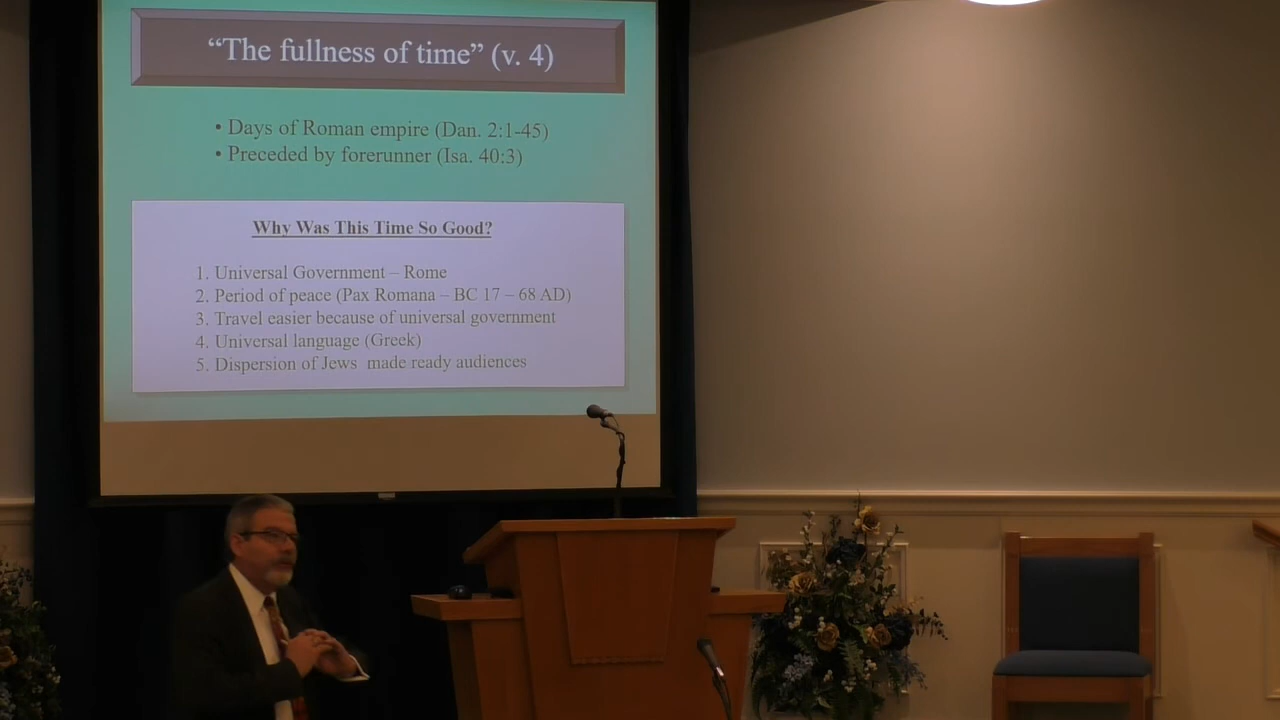 “The fullness of time” (v. 4)
• Days of Roman empire (Dan. 2:1-45)
• Preceded by forerunner (Isa. 40:3)
Why Was This Time So Good?
1. Universal Government – Rome
2. Period of peace (Pax Romana – BC 17 – 68 AD)
3. Travel easier because of universal government
4. Universal language (Greek)
5. Dispersion of Jews  made ready audiences